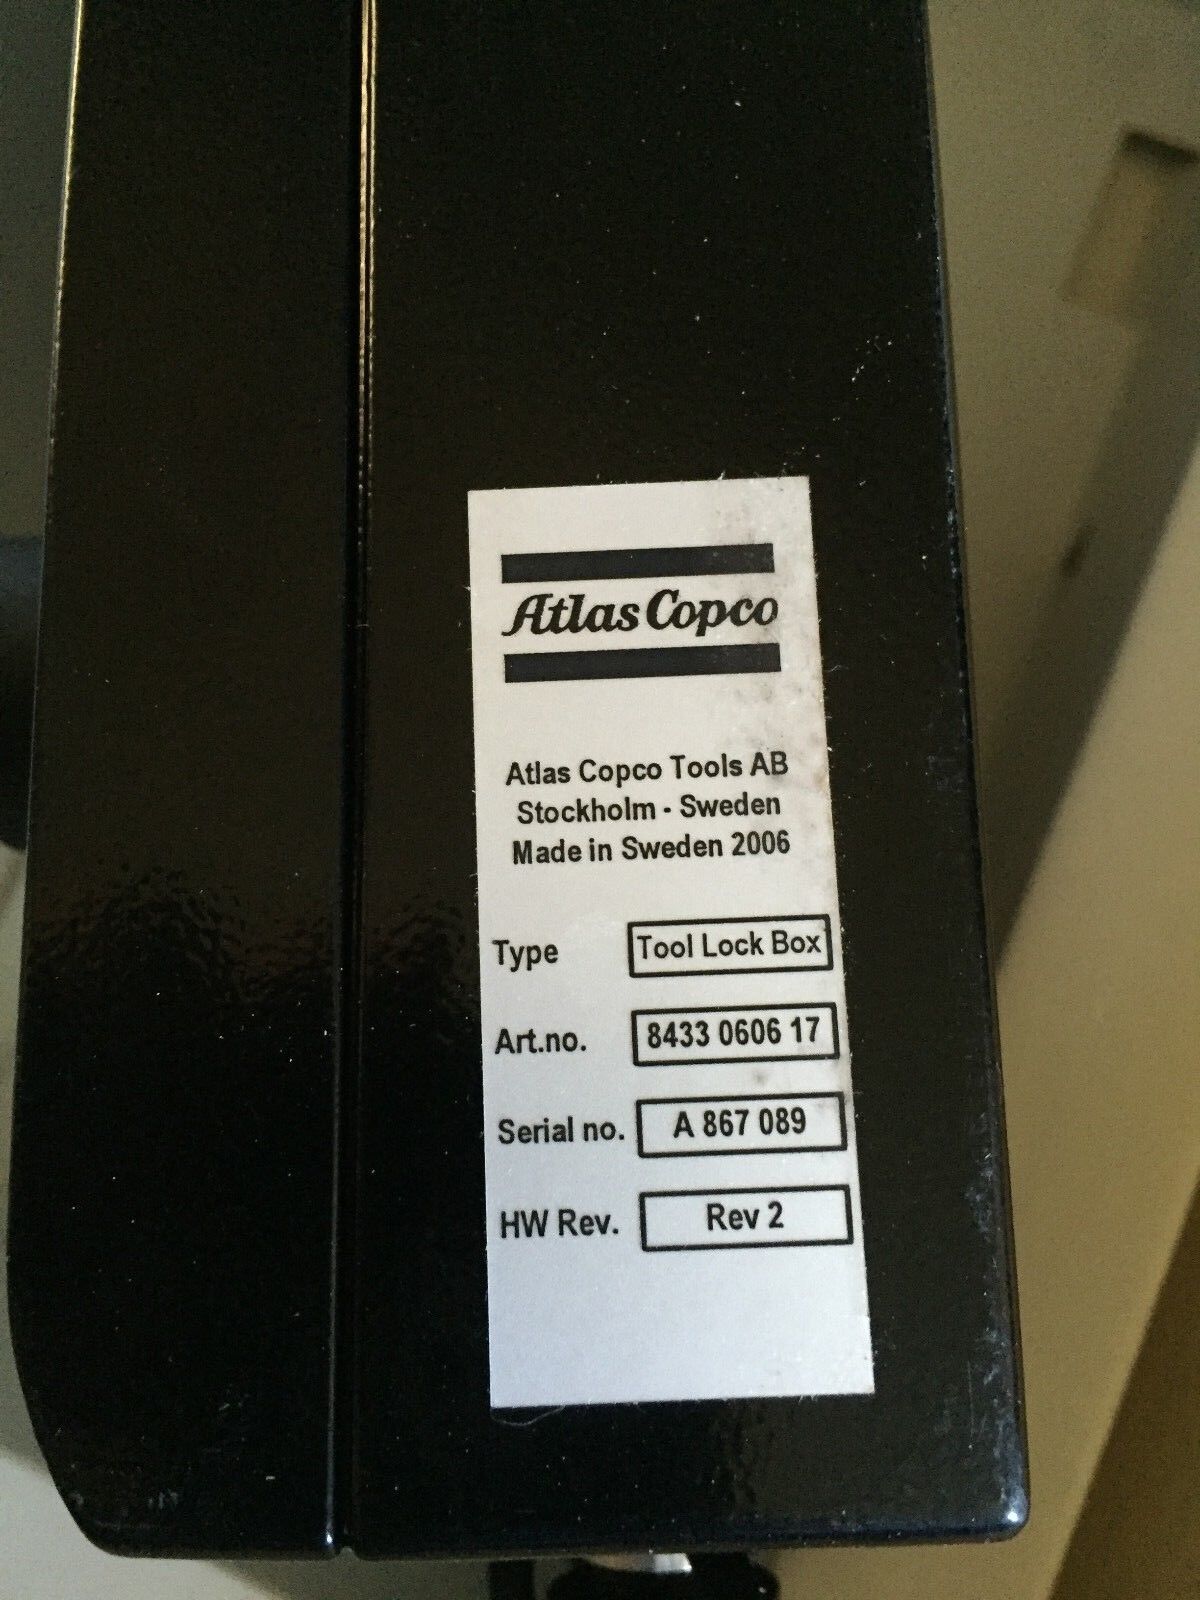 Atlas Copco
Atlas Copco Tools AB
Stockholm - Sweden
Made in Sweden 2006
Type Tool Lock Box
Art.no. 8433 0606 17
Serial no. A 867 089
HW Rev. Rev 2